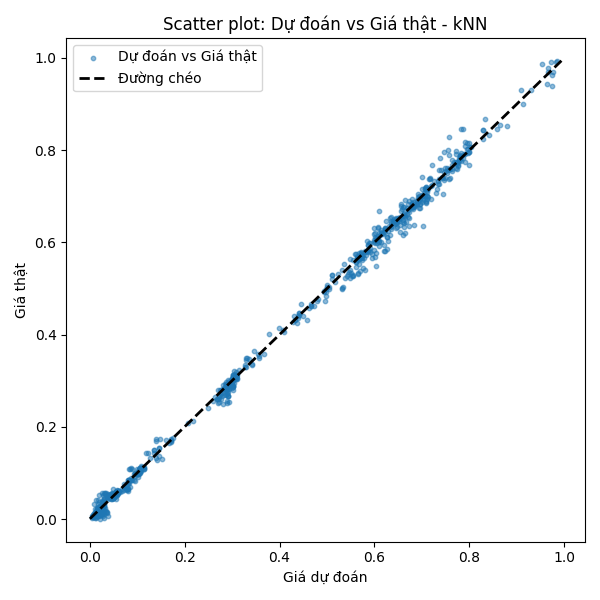 Scatter plot: Dự đoán vs Giá thật - kNN
Dự đoán vs Giá thật
Đường chéo
Giá thật
1.0
0.8
0.6
0.4
0.2
0.0
0.0 0.2 0.4 0.6 0.8 1.0
Giá dự đoán